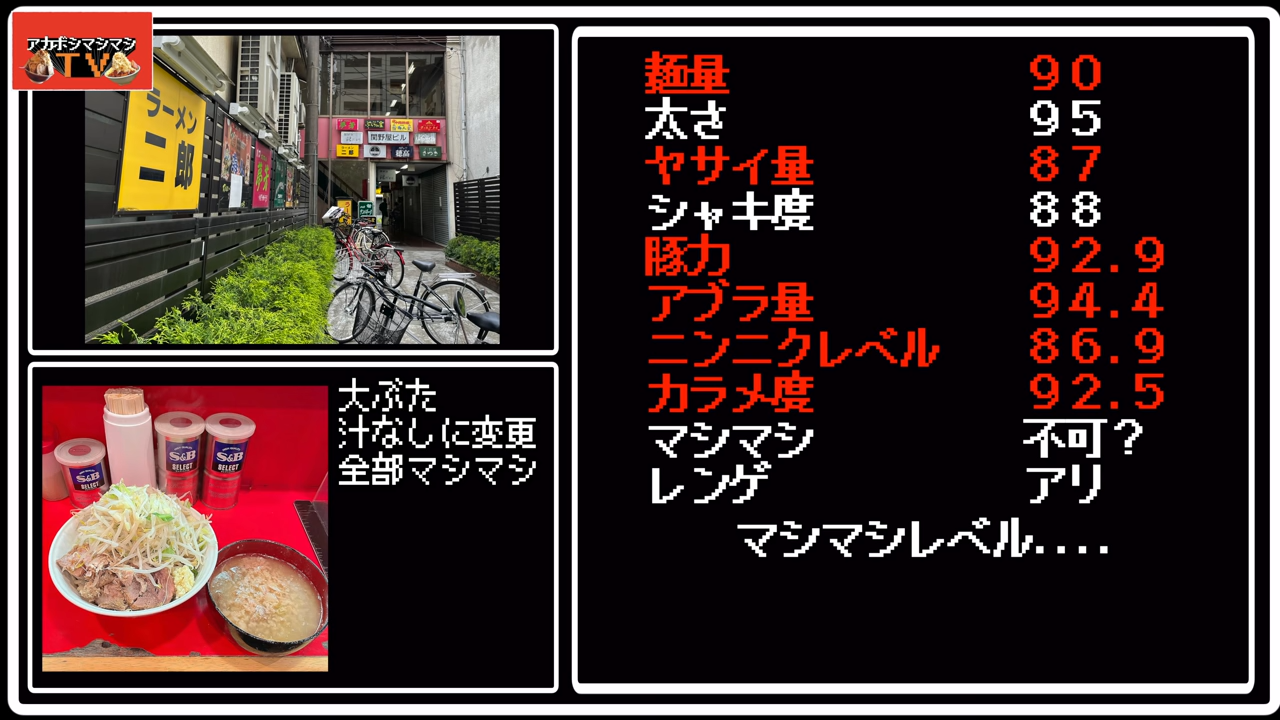 アカボシマシマシ
TV
ラーメン
二郎
関野屋ビル
大ぶた
汁なしに変更
全部マシマシ
S&B
SELECT
S&B
SELECT
S&B
SELECT
麺量 90
太さ 95
ヤサイ量 87
シャキ度 88
豚力 92.9
アブラ量 94.4
ニンニクレベル 86.9
カラメ度 92.5
マシマシ 不可?
レンゲ アリ
マシマシレベル....